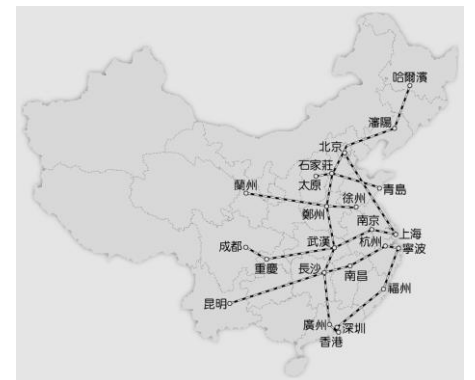 哈爾濱
瀋陽
北京
石家莊
太原
青島
蘭州
徐州
鄭州
南京
上海
武漢
杭州
寧波
成都
重慶
長沙
南昌
福州
昆明
廣州
深圳
香港